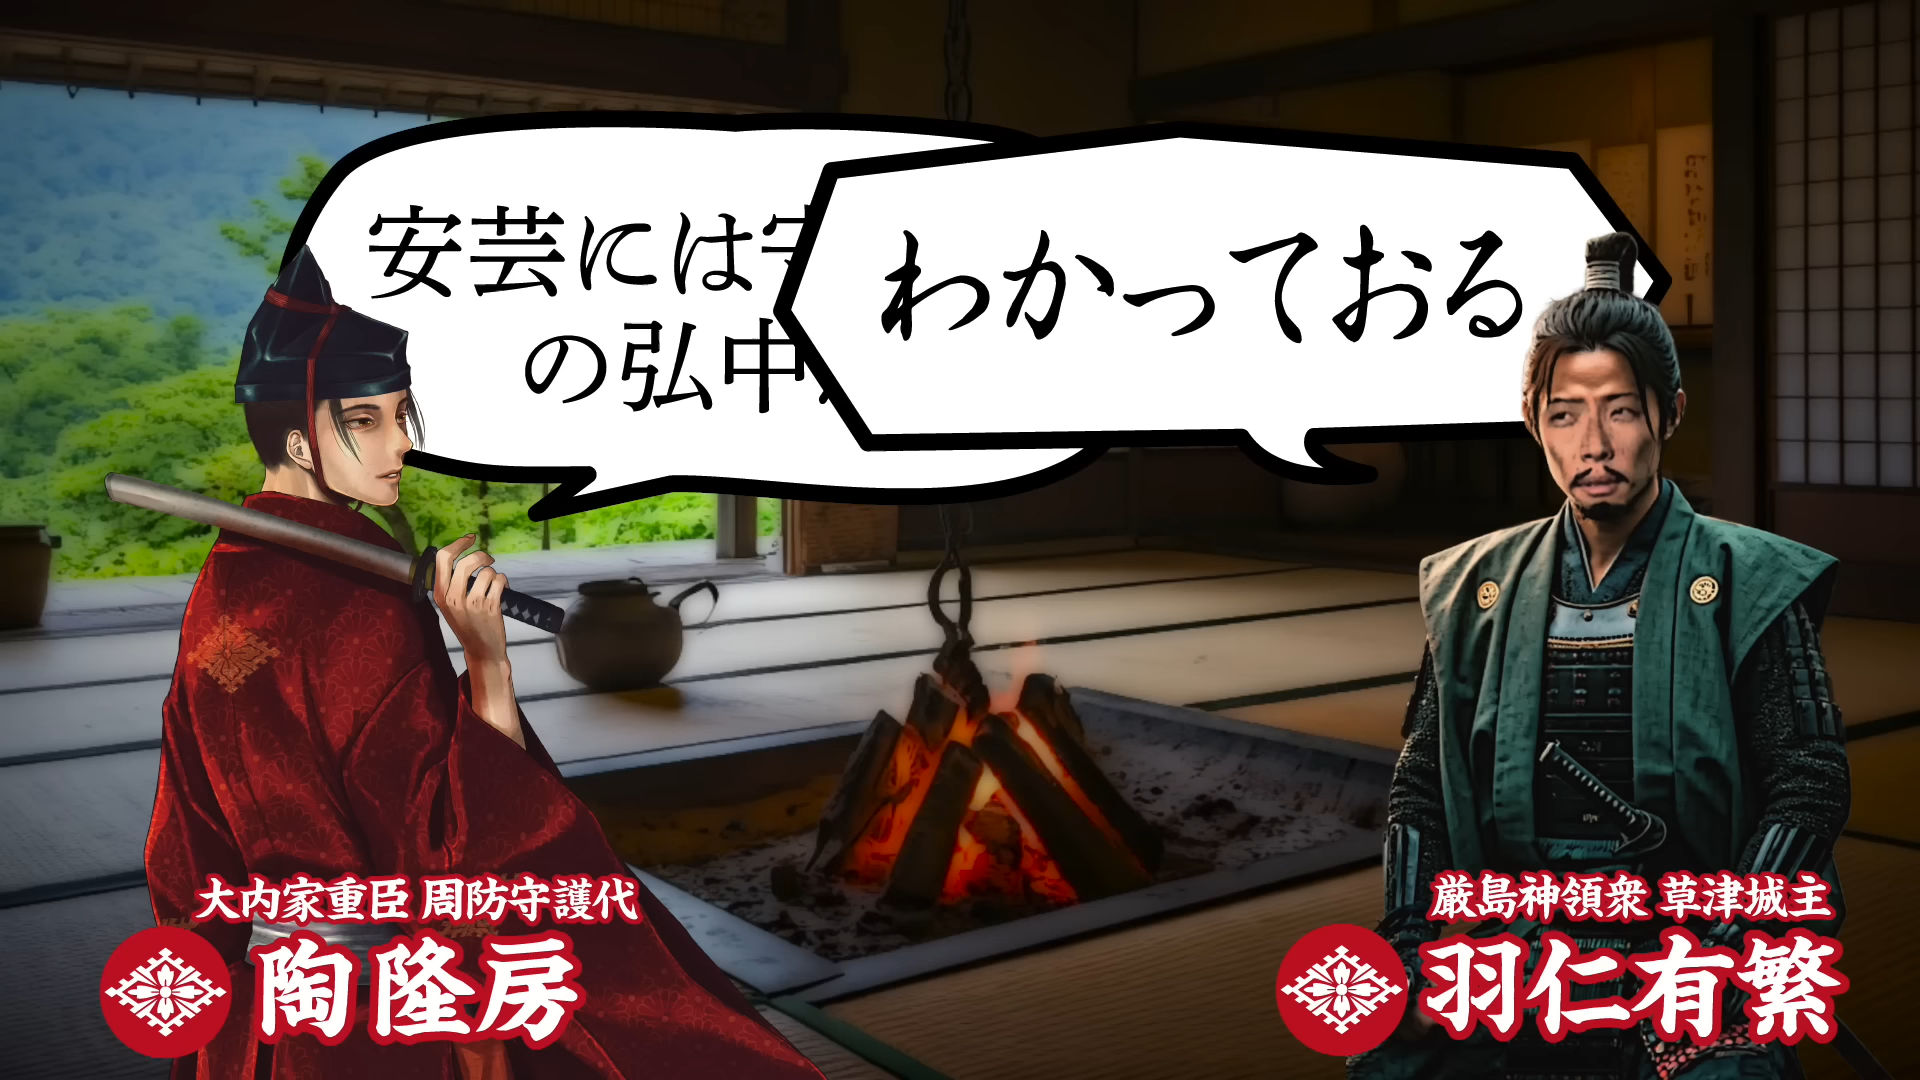 安芸には
の弘中
わかっておる
大内家重臣 周防守護代
陶隆房
厳島神領衆 草津城主
羽仁有繁